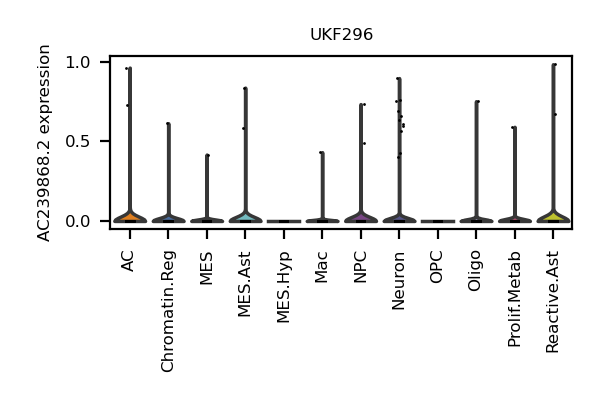 UKF296
AC239868.2 expression
1.0
0.5
0.0
AC
Chromatin.Reg
MES
MES.Ast
MES.Hyp
Mac
NPC
Neuron
OPC
Oligo
Prolif.Metab
Reactive.Ast